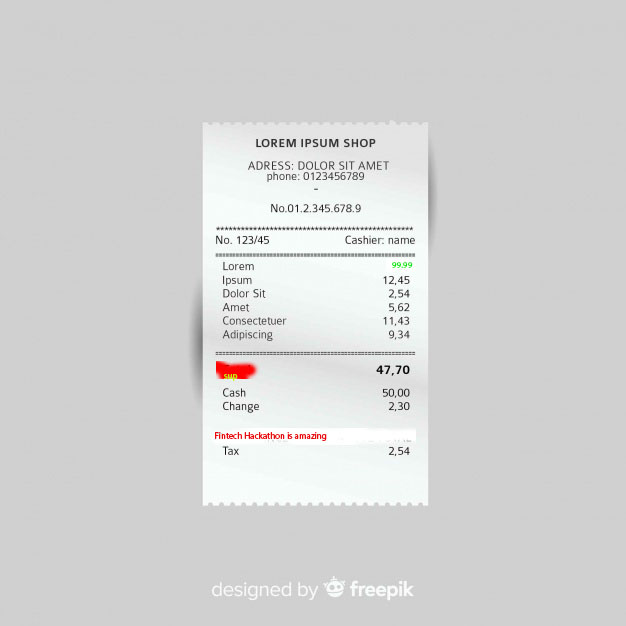 LOREM IPSUM SHOP
ADRESS: DOLOR SIT AMET
phone: 0123456789
-
No.01.2.345.678.9
************************************************
No. 123/45 Cashier: name
================================================
Lorem 99.99
Ipsum 12,45
Dolor Sit 2,54
Amet 5,62
Consectetuer 11,43
Adipiscing 9,34
================================================
47,70
Cash 50,00
Change 2,30
Fintech Hackathon is amazing
Tax 2,54
designed by freepik